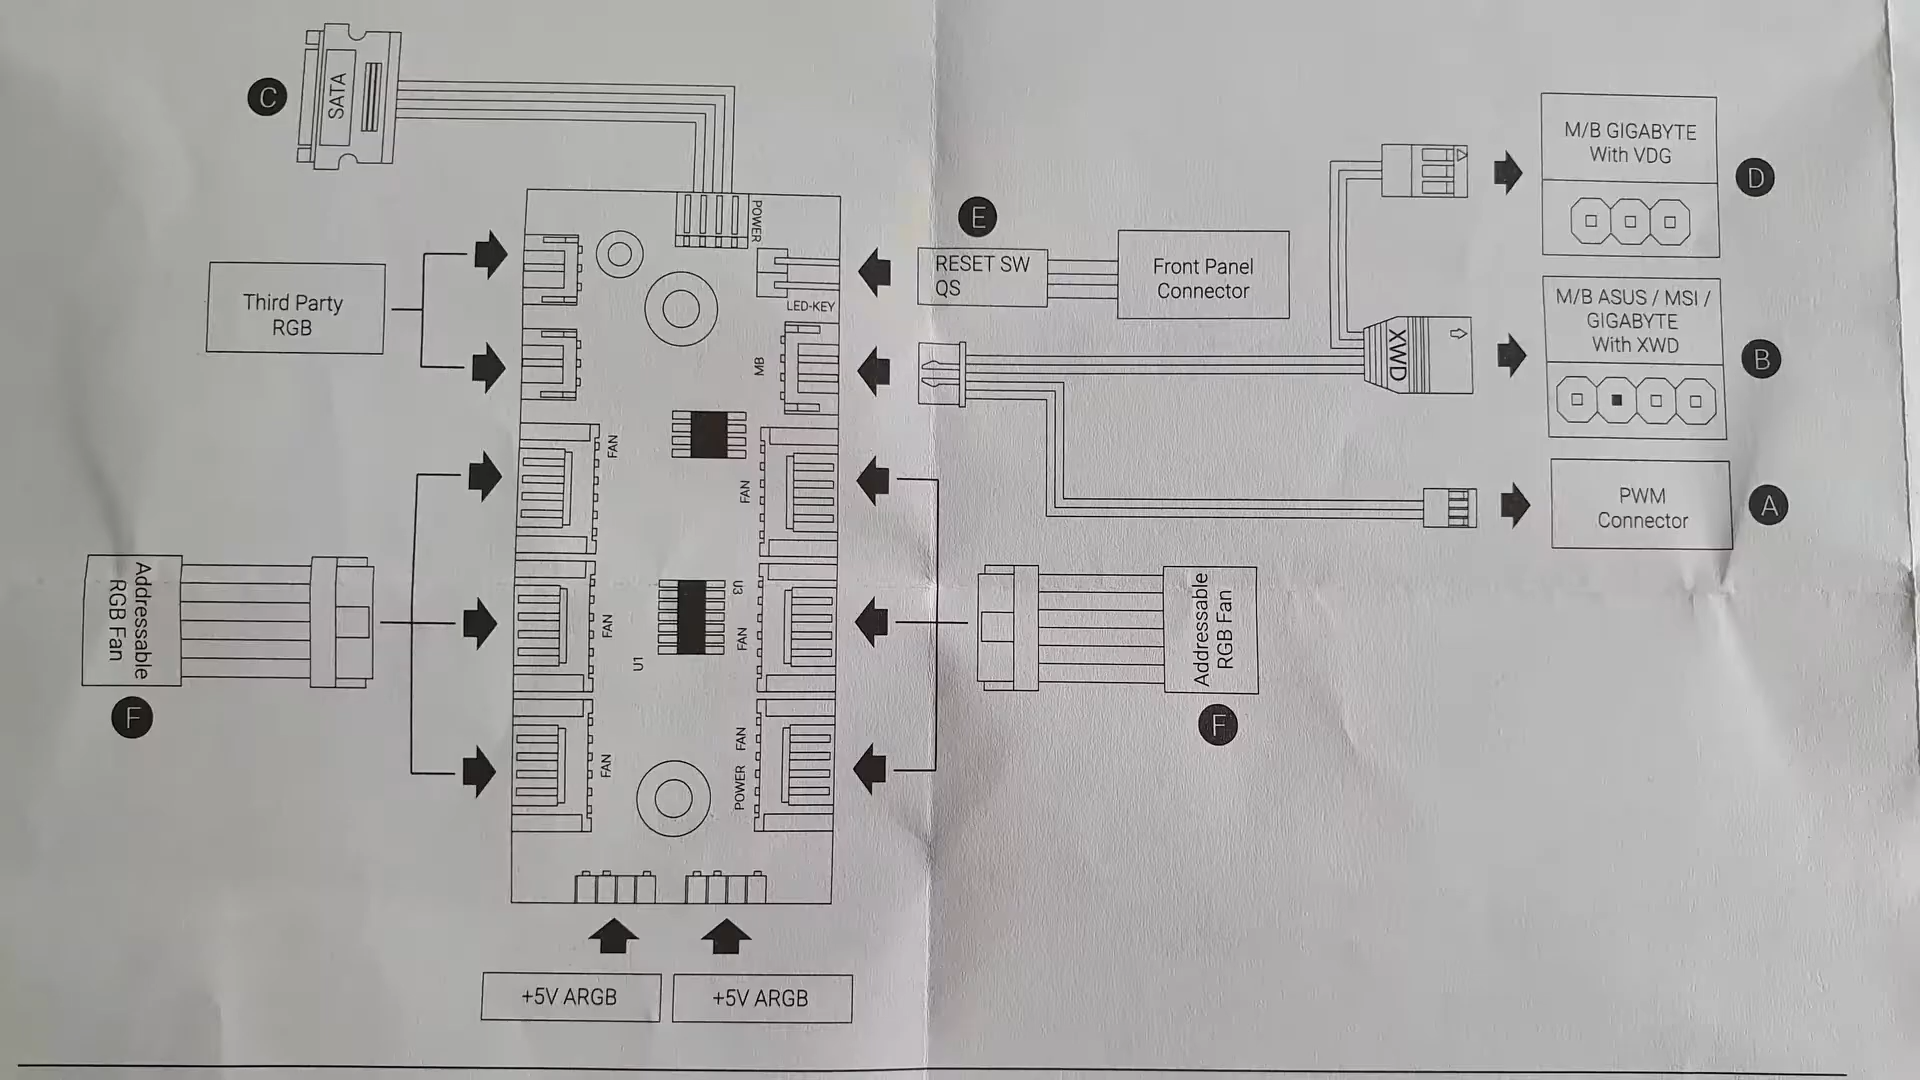 C
SATA
Third Party
RGB
POWER
LED-KEY
MB
FAN
FAN
FAN
FAN
FAN
FAN
POWER
U3
U1
E
RESET SW
QS
Front Panel
Connector
M/B GIGABYTE
With VDG
D
XWD
M/B ASUS / MSI /
GIGABYTE
With XWD
B
PWM
Connector
A
Addressable
RGB Fan
F
Addressable
RGB Fan
F
+5V ARGB
+5V ARGB